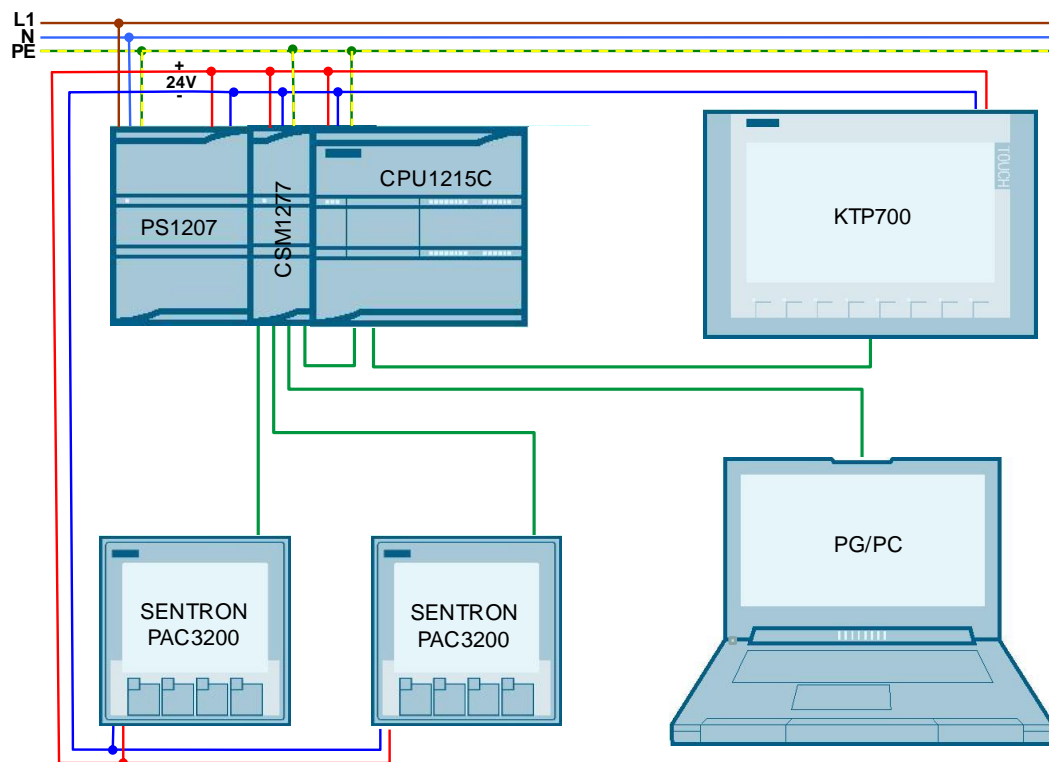 L1
N
PE
+
24V
-
PS1207
CSM1277
CPU1215C
TOUCH
KTP700
SENTRON
PAC3200
SENTRON
PAC3200
PG/PC